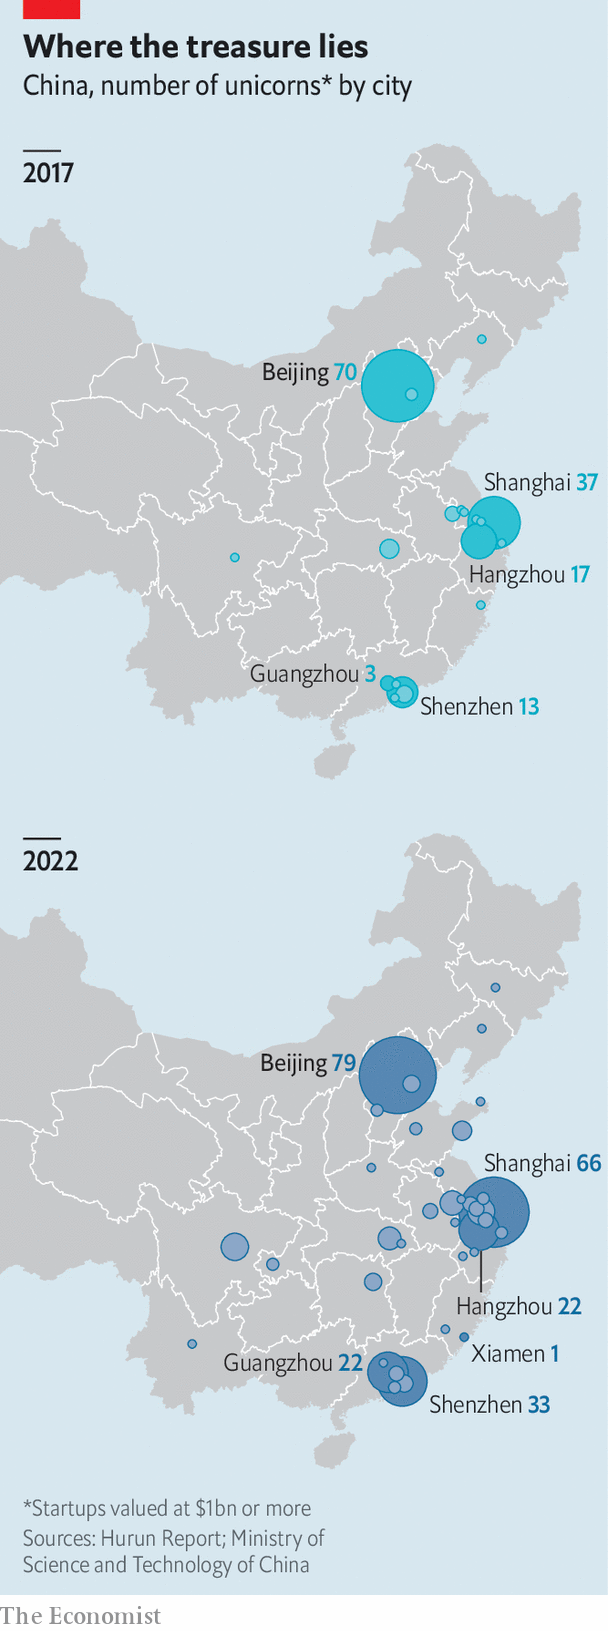 Where the treasure lies
China, number of unicorns* by city
2017
Beijing 70
Shanghai 37
Hangzhou 17
Guangzhou 3
Shenzhen 13
2022
Beijing 79
Shanghai 66
Hangzhou 22
Xiamen 1
Guangzhou 22
Shenzhen 33
*Startups valued at $1bn or more
Sources: Hurun Report; Ministry of
Science and Technology of China
The Economist